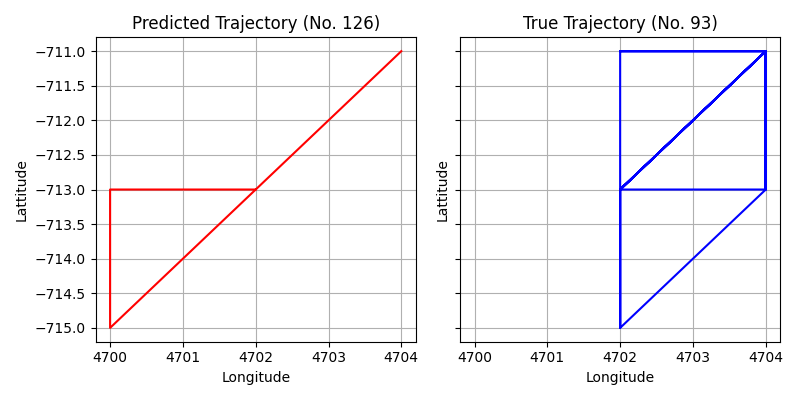 Predicted Trajectory (No. 126)
True Trajectory (No. 93)
−711.0
−711.5
−712.0
−712.5
−713.0
−713.5
−714.0
−714.5
−715.0
Lattitude
Lattitude
4700 4701 4702 4703 4704
4700 4701 4702 4703 4704
Longitude
Longitude